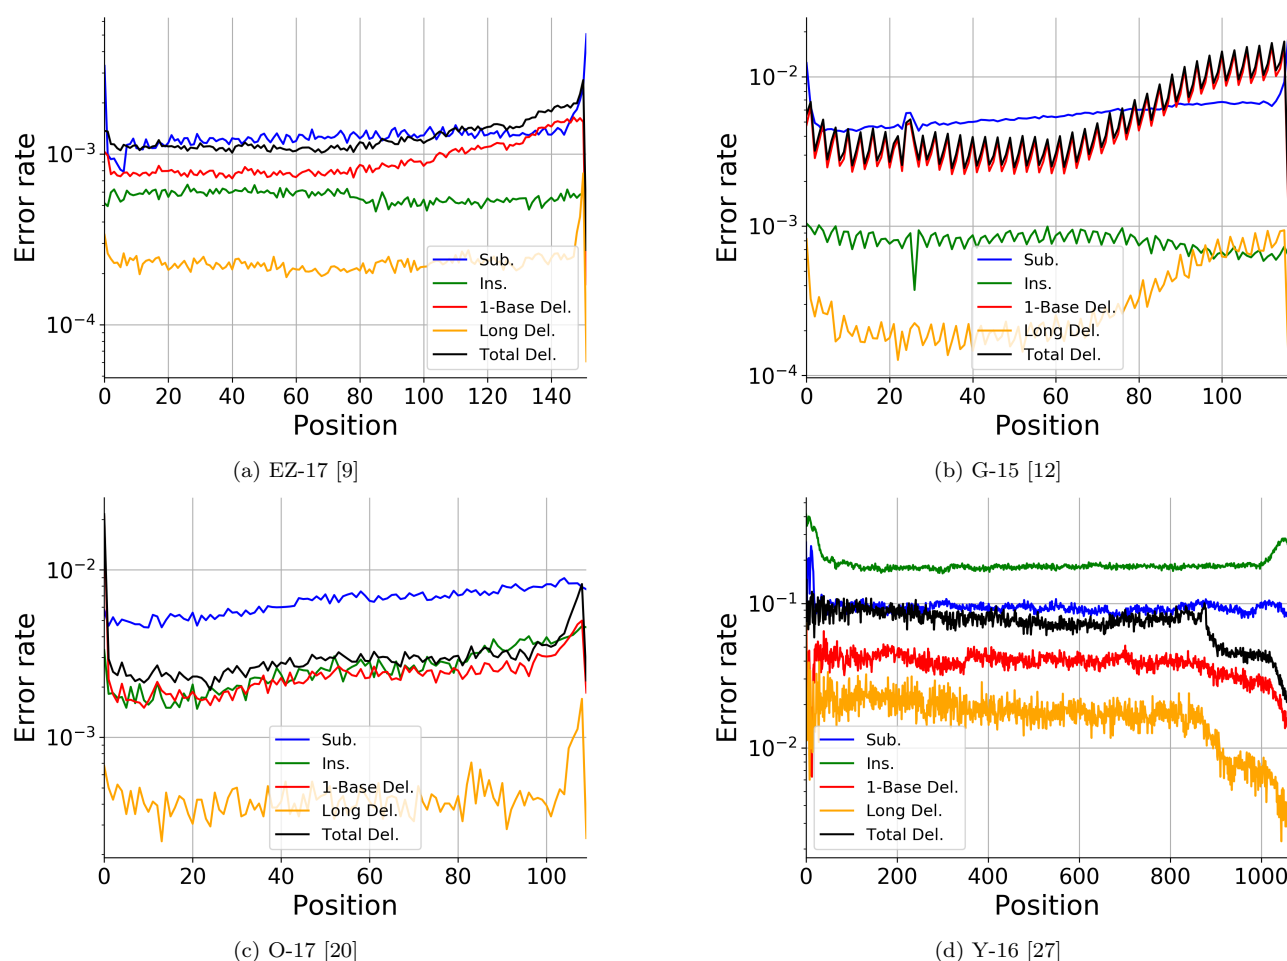 Error rate
10⁻³
10⁻⁴
0 20 40 60 80 100 120 140
Position
Sub.
Ins.
1-Base Del.
Long Del.
Total Del.
(a) EZ-17 [9]
Error rate
10⁻²
10⁻³
10⁻⁴
0 20 40 60 80 100
Position
Sub.
Ins.
1-Base Del.
Long Del.
Total Del.
(b) G-15 [12]
Error rate
10⁻²
10⁻³
0 20 40 60 80 100
Position
Sub.
Ins.
1-Base Del.
Long Del.
Total Del.
(c) O-17 [20]
Error rate
10⁻¹
10⁻²
0 200 400 600 800 1000
Position
Sub.
Ins.
1-Base Del.
Long Del.
Total Del.
(d) Y-16 [27]